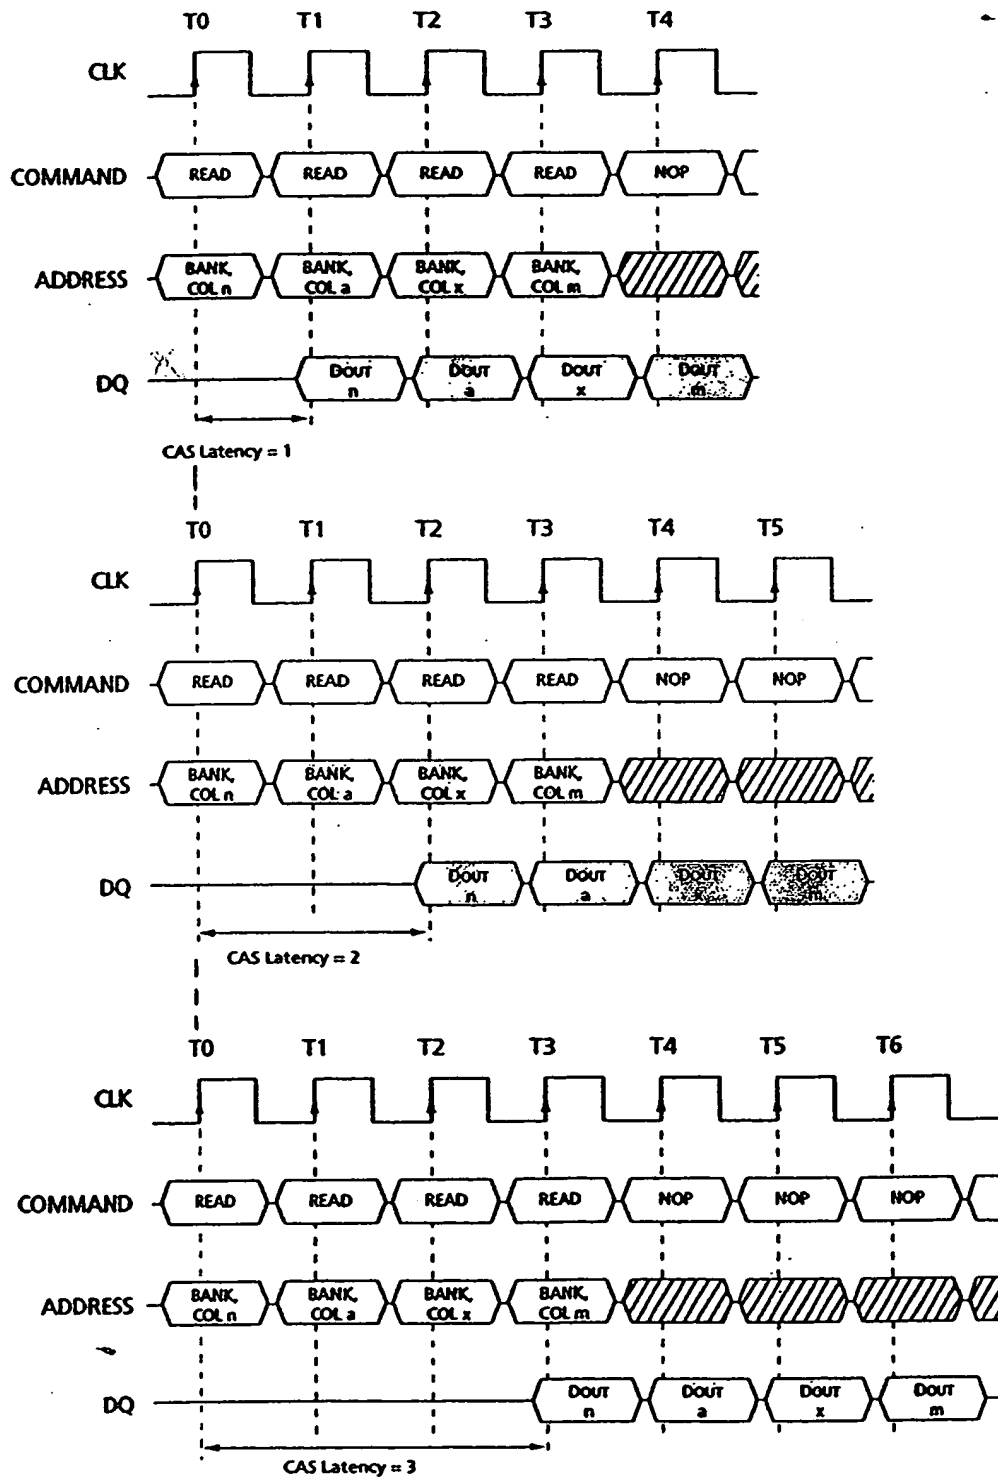 T0 T1 T2 T3 T4
CLK
COMMAND READ READ READ READ NOP
ADDRESS BANK, COL n BANK, COL a BANK, COL x BANK, COL m
DQ DOUT n DOUT a DOUT x DOUT m
CAS Latency = 1
T0 T1 T2 T3 T4 T5
CLK
COMMAND READ READ READ READ NOP NOP
ADDRESS BANK, COL n BANK, COL a BANK, COL x BANK, COL m
DQ DOUT n DOUT a DOUT x DOUT m
CAS Latency = 2
T0 T1 T2 T3 T4 T5 T6
CLK
COMMAND READ READ READ READ NOP NOP NOP
ADDRESS BANK, COL n BANK, COL a BANK, COL x BANK, COL m
DQ DOUT n DOUT a DOUT x DOUT m
CAS Latency = 3